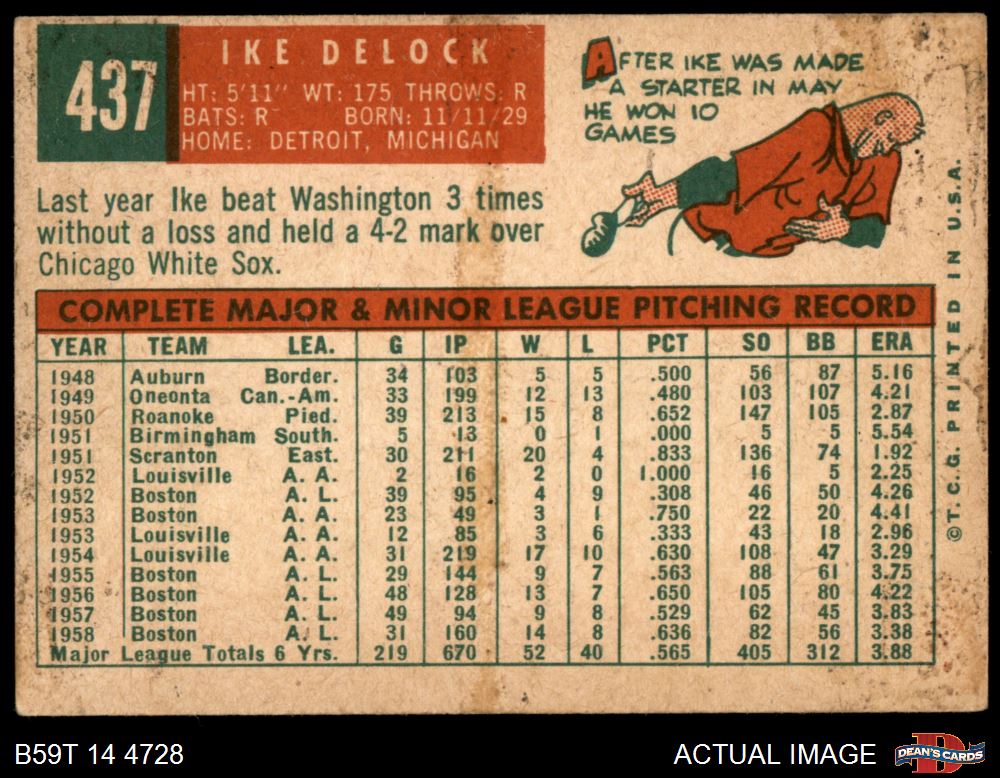 437
IKE DELOCK
HT: 5'11" WT: 175 THROWS: R
BATS: R BORN: 11/11/29
HOME: DETROIT, MICHIGAN
AFTER IKE WAS MADE
A STARTER IN MAY
HE WON 10
GAMES
Last year Ike beat Washington 3 times
without a loss and held a 4-2 mark over
Chicago White Sox.
COMPLETE MAJOR & MINOR LEAGUE PITCHING RECORD
YEAR TEAM LEA. G IP W L PCT SO BB ERA
1948 Auburn Border. 34 103 5 5 .500 56 87 5.16
1949 Oneonta Can.-Am. 33 199 12 13 .480 103 107 4.21
1950 Roanoke Pied. 39 213 15 8 .652 147 105 2.87
1951 Birmingham South. 5 13 0 1 .000 5 5 5.54
1951 Scranton East. 30 211 20 4 .833 136 74 1.92
1952 Louisville A. A. 2 16 2 0 1.000 16 5 2.25
1952 Boston A. L. 39 95 4 9 .308 46 50 4.26
1953 Boston A. A. 23 49 3 1 .750 22 20 4.41
1953 Louisville A. A. 12 85 3 6 .333 43 18 2.96
1954 Louisville A. A. 31 219 17 10 .630 108 47 3.29
1955 Boston A. L. 29 144 9 7 .563 88 61 3.75
1956 Boston A. L. 48 128 13 7 .650 105 80 4.22
1957 Boston A. L. 49 94 9 8 .529 62 45 3.83
1958 Boston A. L. 31 160 14 8 .636 82 56 3.38
Major League Totals 6 Yrs. 219 670 52 40 .565 405 312 3.88
©T. C. G. PRINTED IN U.S.A.
B59T 14 4728
ACTUAL IMAGE
DEAN'S CARDS